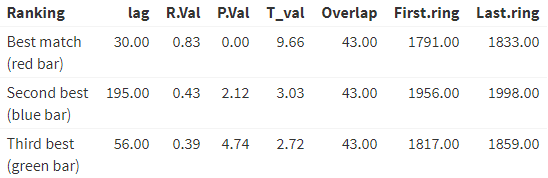 Ranking lag R.Val P.Val T_val Overlap First.ring Last.ring
Best match 30.00 0.83 0.00 9.66 43.00 1791.00 1833.00
(red bar)
Second best 195.00 0.43 2.12 3.03 43.00 1956.00 1998.00
(blue bar)
Third best 56.00 0.39 4.74 2.72 43.00 1817.00 1859.00
(green bar)